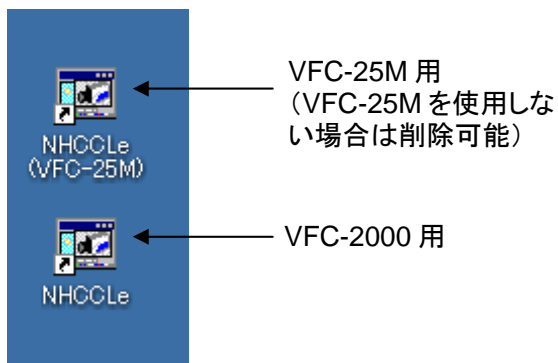 VFC-25M 用
(VFC-25M を使用しな
い場合は削除可能)
NHCCLe
(VFC-25M)
VFC-2000 用
NHCCLe